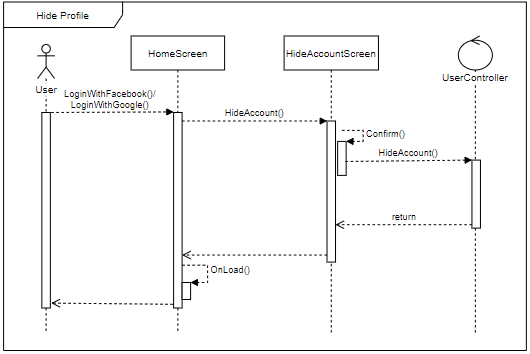 Hide Profile
HomeScreen
HideAccountScreen
User
UserController
LoginWithFacebook()/
LoginWithGoogle()
HideAccount()
Confirm()
HideAccount()
return
OnLoad()